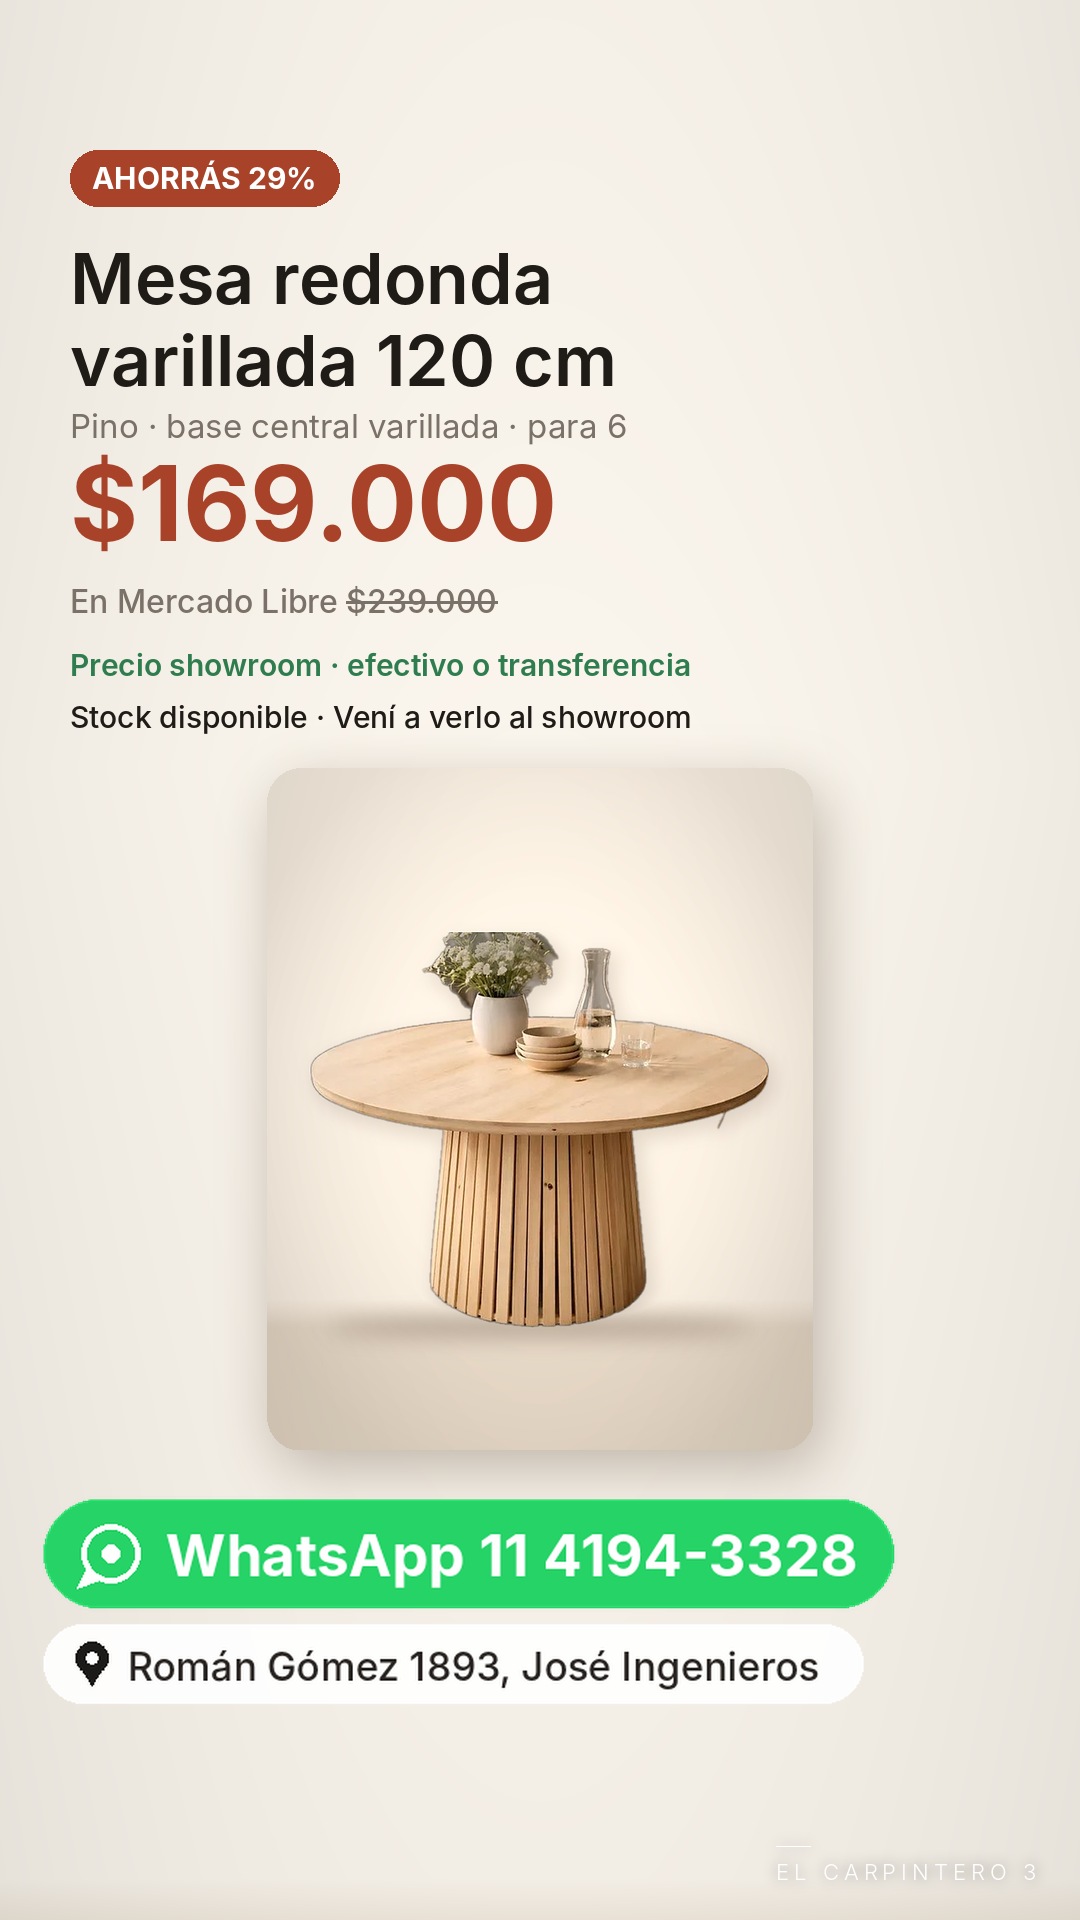 AHORRÁS 29%
Mesa redonda
varillada 120 cm
Pino · base central varillada · para 6
$169.000
En Mercado Libre $239.000
Precio showroom · efectivo o transferencia
Stock disponible · Vení a verlo al showroom
WhatsApp 11 4194-3328
Román Gómez 1893, José Ingenieros
EL CARPINTERO 3